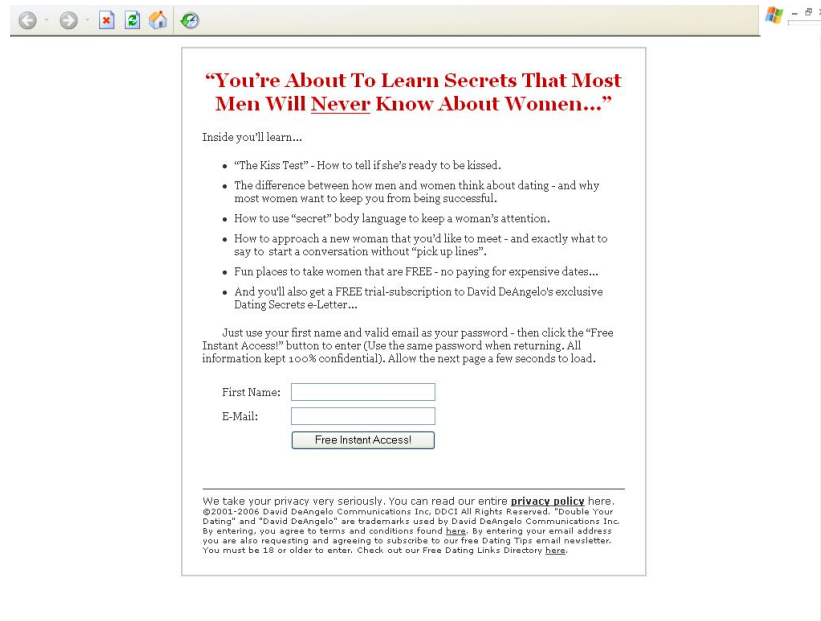 “You’re About To Learn Secrets That Most
Men Will Never Know About Women...”
Inside you’ll learn...
• “The Kiss Test” - How to tell if she’s ready to be kissed.
• The difference between how men and women think about dating - and why
most women want to keep you from being successful.
• How to use “secret” body language to keep a woman’s attention.
• How to approach a new woman that you’d like to meet - and exactly what to
say to start a conversation without “pick up lines”.
• Fun places to take women that are FREE - no paying for expensive dates...
• And you'll also get a FREE trial-subscription to David DeAngelo's exclusive
Dating Secrets e-Letter...
Just use your first name and valid email as your password - then click the “Free
Instant Access!” button to enter (Use the same password when returning. All
information kept 100% confidential). Allow the next page a few seconds to load.
First Name:
E-Mail:
Free Instant Access!
We take your privacy very seriously. You can read our entire privacy policy here.
©2001-2006 David DeAngelo Communications Inc, DDCI All Rights Reserved. "Double Your
Dating" and "David DeAngelo" are trademarks used by David DeAngelo Communications Inc.
By entering, you agree to terms and conditions found here. By entering your email address
you are also requesting and agreeing to subscribe to our free Dating Tips email newsletter.
You must be 18 or older to enter. Check out our Free Dating Links Directory here.